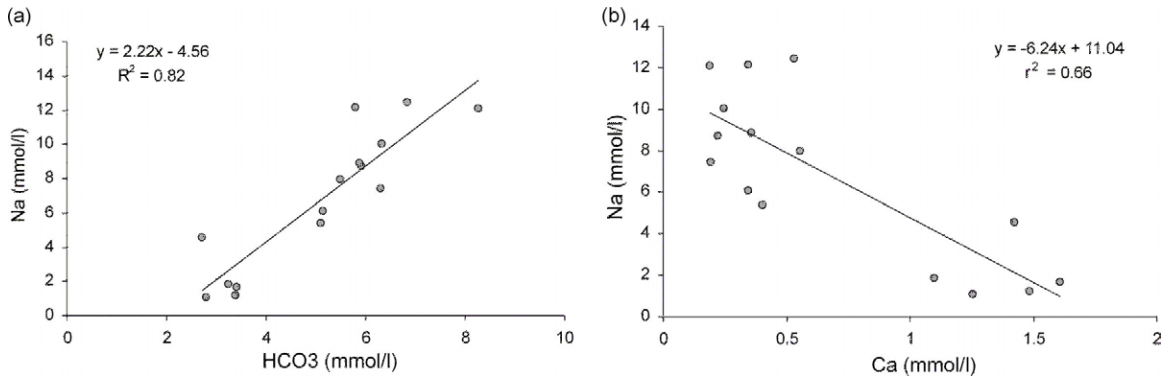 (a)
y = 2.22x - 4.56
R² = 0.82
16
14
12
10
8
6
4
2
0
Na (mmol/l)
0
2
4
6
8
10
HCO3 (mmol/l)
(b)
y = -6.24x + 11.04
r² = 0.66
14
12
10
8
6
4
2
0
Na (mmol/l)
0
0.5
1
1.5
2
Ca (mmol/l)